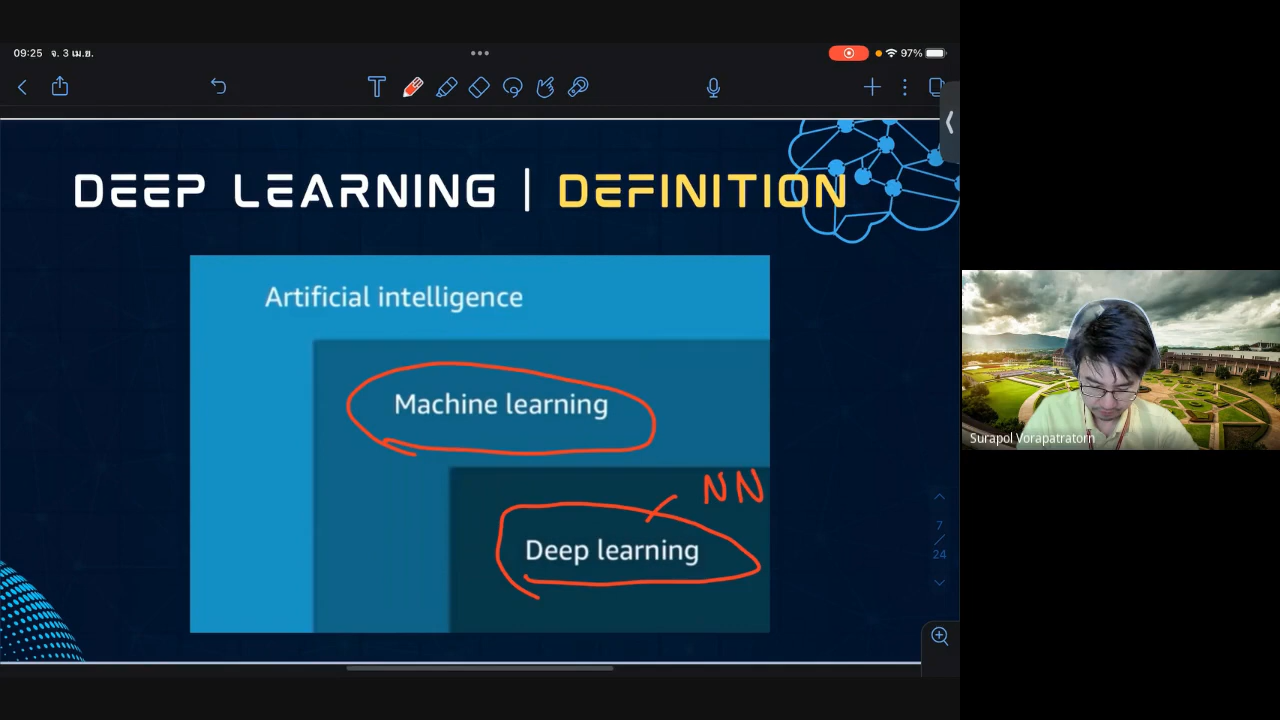 09:25 จ. 3 เม.ย.
97%
DEEP LEARNING | DEFINITION
Artificial intelligence
Machine learning
NN
Deep learning
7
/
24
Surapol Vorapatratorn